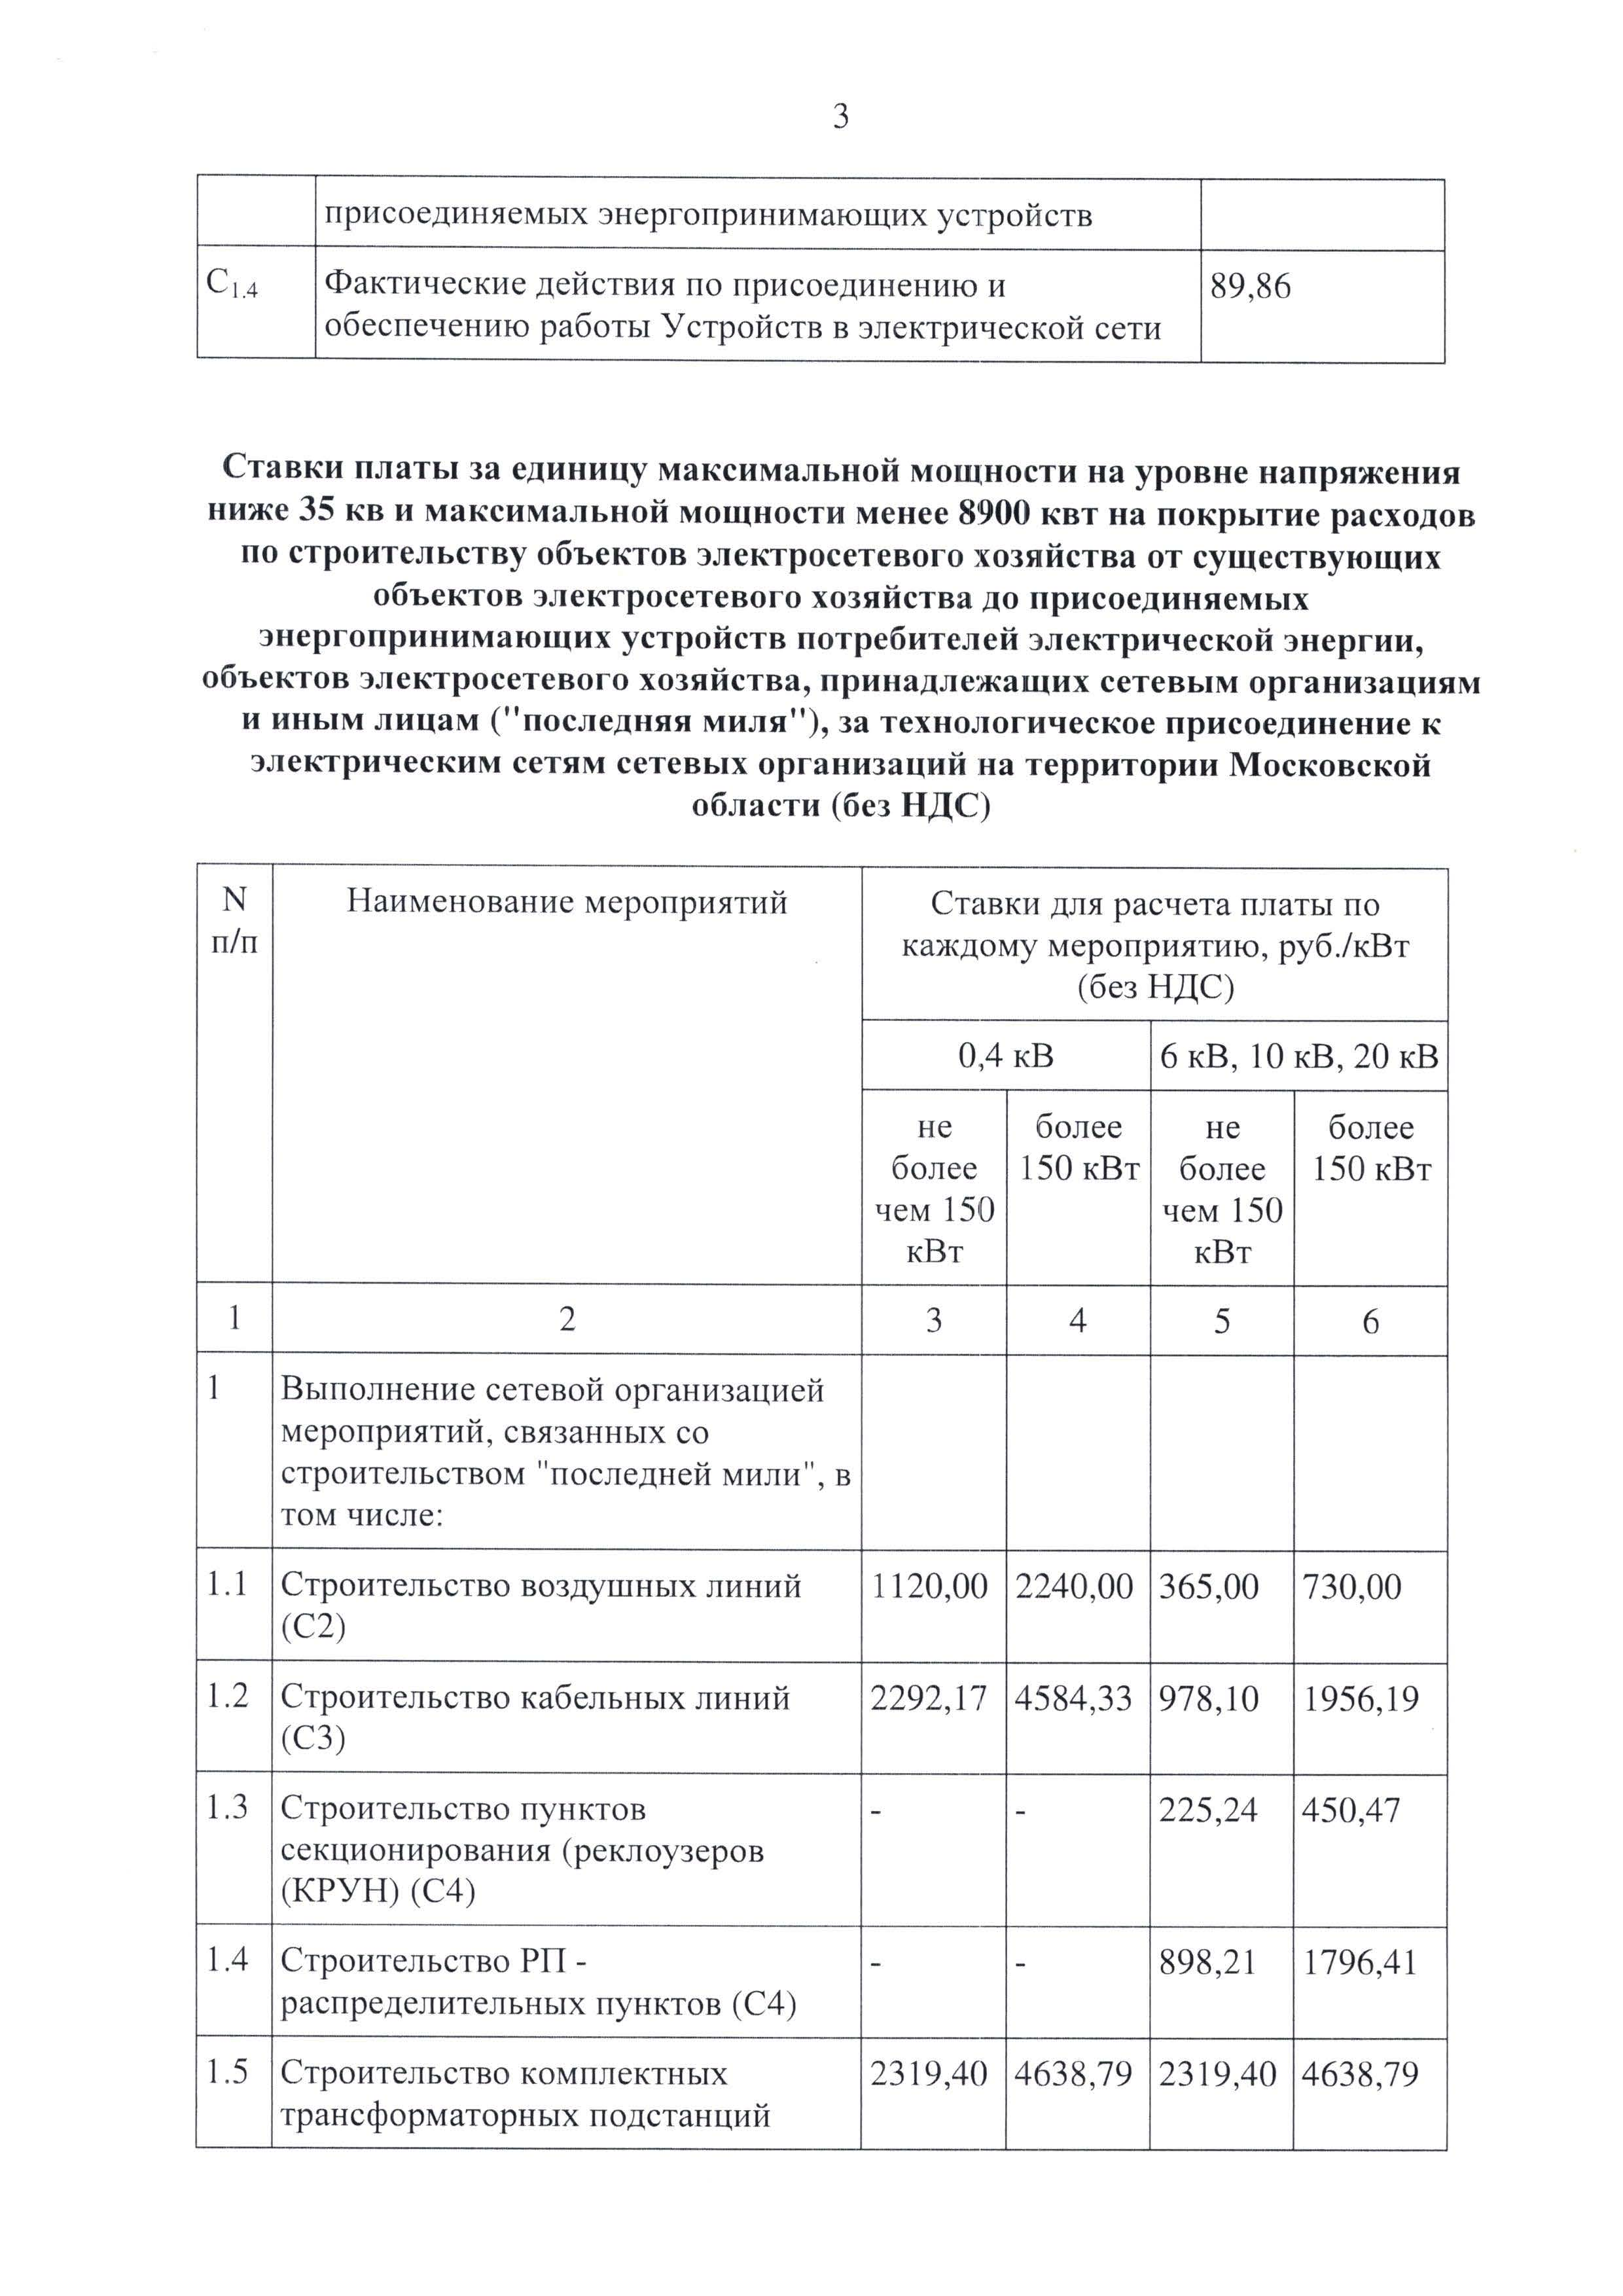 3
присоединяемых энергопринимающих устройств
С1.4 Фактические действия по присоединению и 89,86
обеспечению работы Устройств в электрической сети
Ставки платы за единицу максимальной мощности на уровне напряжения
ниже 35 кв и максимальной мощности менее 8900 квт на покрытие расходов
по строительству объектов электросетевого хозяйства от существующих
объектов электросетевого хозяйства до присоединяемых
энергопринимающих устройств потребителей электрической энергии,
объектов электросетевого хозяйства, принадлежащих сетевым организациям
и иным лицам ("последняя миля"), за технологическое присоединение к
электрическим сетям сетевых организаций на территории Московской
области (без НДС)
N
п/п
Наименование мероприятий
Ставки для расчета платы по
каждому мероприятию, руб./кВт
(без НДС)
0,4 кВ 6 кВ, 10 кВ, 20 кВ
не
более
чем 150
кВт
более
150 кВт
не
более
чем 150
кВт
более
150 кВт
1 2 3 4 5 6
1 Выполнение сетевой организацией
мероприятий, связанных со
строительством "последней мили", в
том числе:
1.1 Строительство воздушных линий 1120,00 2240,00 365,00 730,00
(С2)
1.2 Строительство кабельных линий 2292,17 4584,33 978,10 1956,19
(С3)
1.3 Строительство пунктов - - 225,24 450,47
секционирования (реклоузеров
(КРУН) (С4)
1.4 Строительство РП - - - 898,21 1796,41
распределительных пунктов (С4)
1.5 Строительство комплектных 2319,40 4638,79 2319,40 4638,79
трансформаторных подстанций